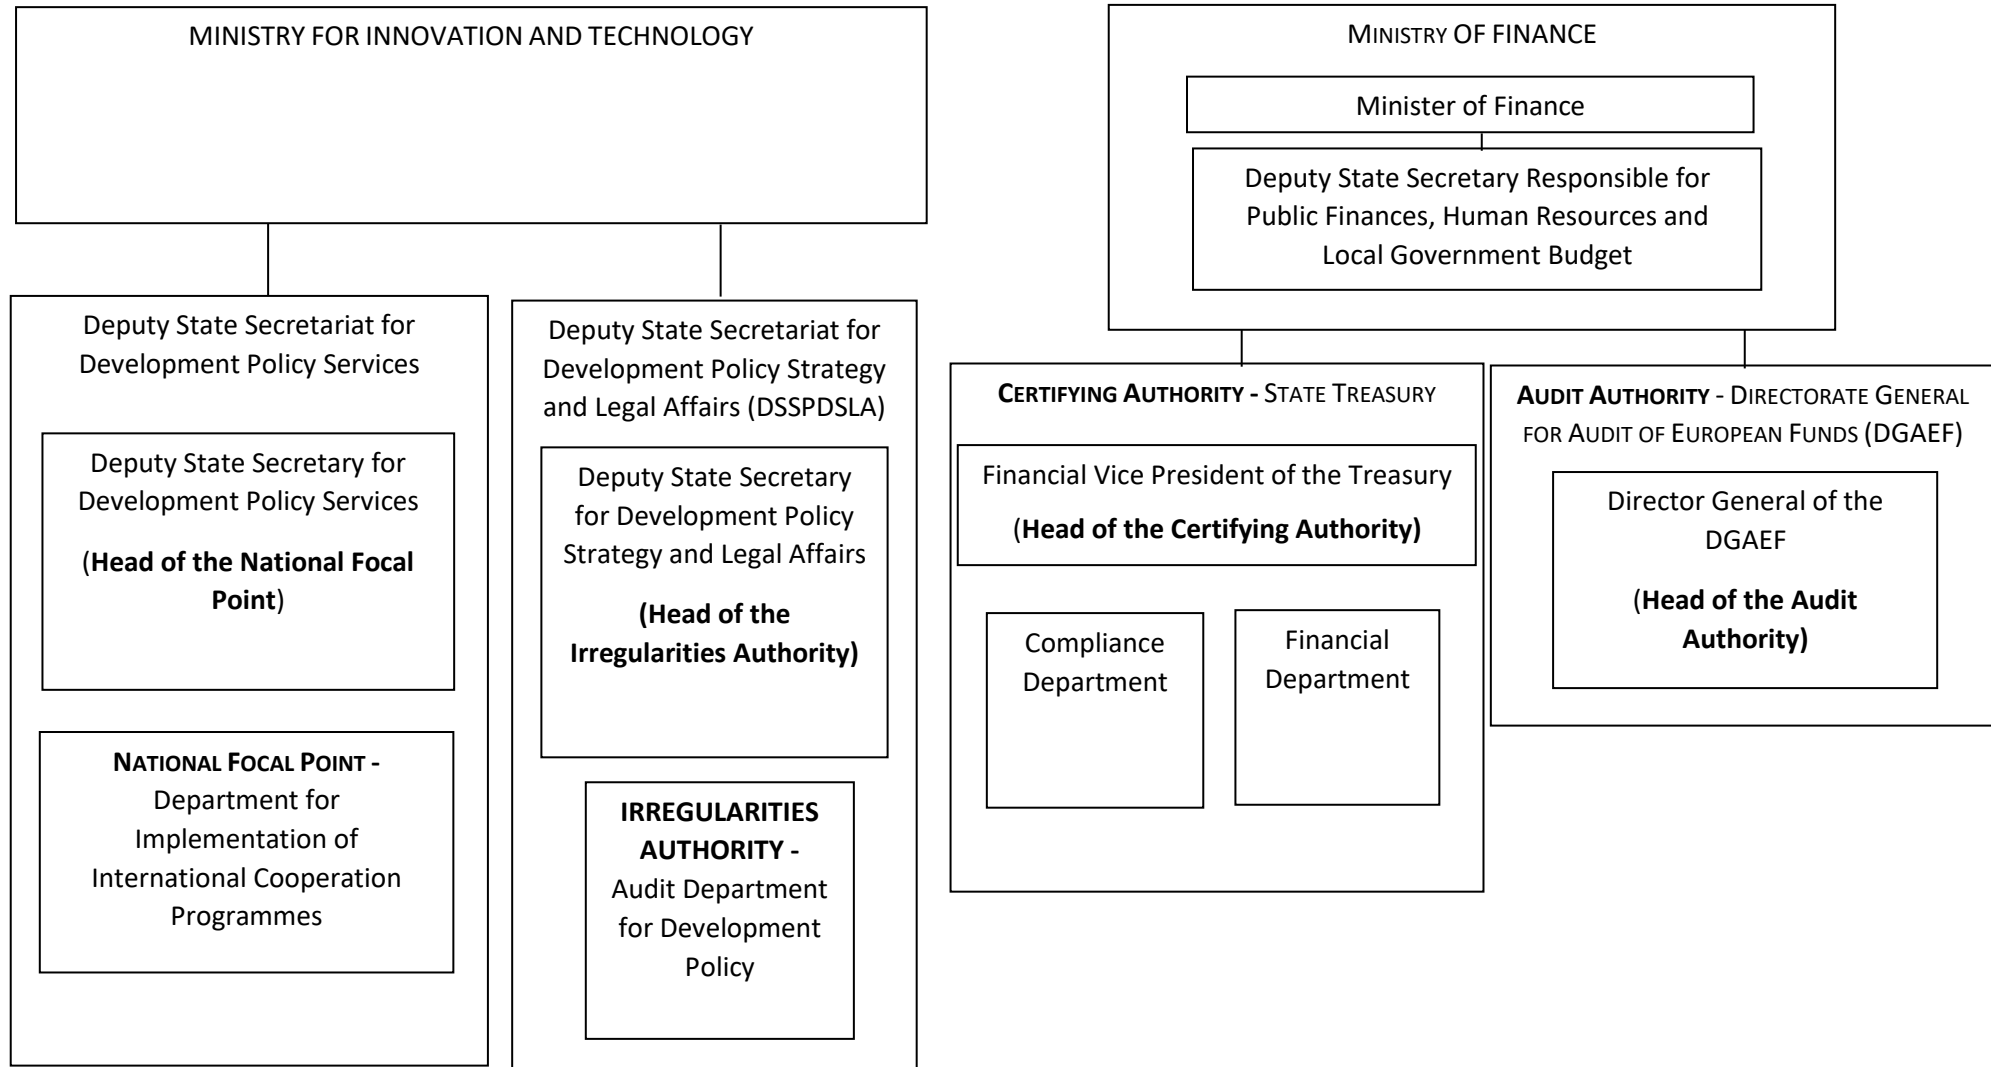 MINISTRY FOR INNOVATION AND TECHNOLOGY
Deputy State Secretariat for
Development Policy Services
Deputy State Secretary for
Development Policy Services
(Head of the National Focal
Point)
NATIONAL FOCAL POINT -
Department for
Implementation of
International Cooperation
Programmes
Deputy State Secretariat for
Development Policy Strategy
and Legal Affairs (DSSPDSLA)
Deputy State Secretary
for Development Policy
Strategy and Legal Affairs
(Head of the
Irregularities Authority)
IRREGULARITIES
AUTHORITY -
Audit Department
for Development
Policy
MINISTRY OF FINANCE
Minister of Finance
Deputy State Secretary Responsible for
Public Finances, Human Resources and
Local Government Budget
CERTIFYING AUTHORITY - STATE TREASURY
Financial Vice President of the Treasury
(Head of the Certifying Authority)
Compliance
Department
Financial
Department
AUDIT AUTHORITY - DIRECTORATE GENERAL
FOR AUDIT OF EUROPEAN FUNDS (DGAEF)
Director General of the
DGAEF
(Head of the Audit
Authority)